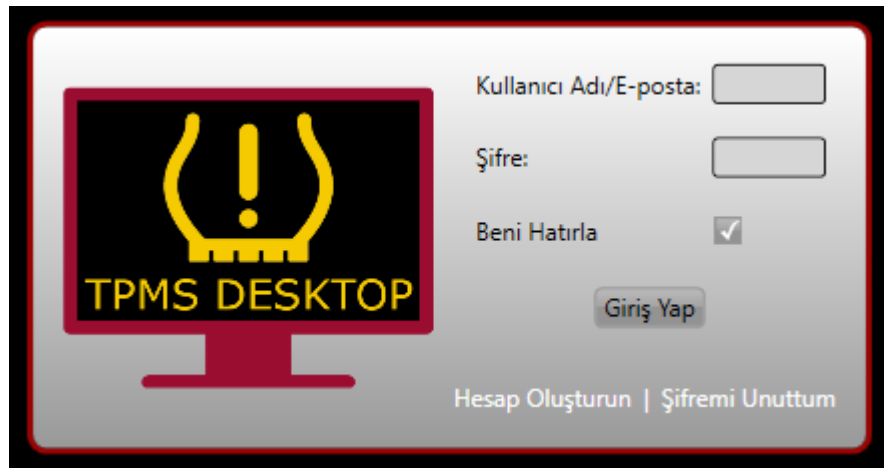 TPMS DESKTOP
Kullanıcı Adı/E-posta:
Şifre:
Beni Hatırla
Giriş Yap
Hesap Oluşturun | Şifremi Unuttum